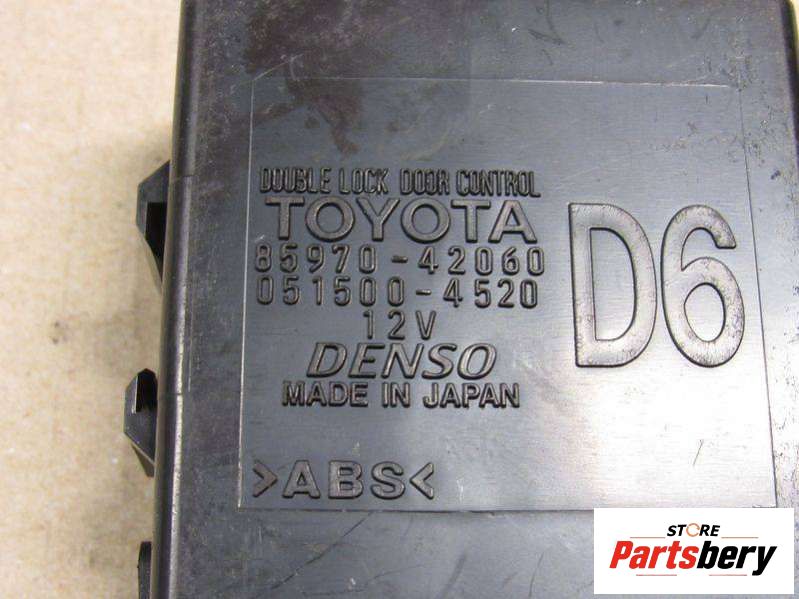 DOUBLE LOCK DOOR CONTROL
TOYOTA
85970-42060
051500-4520
12V
DENSO
MADE IN JAPAN
D6
>ABS<
STORE
Partsbery